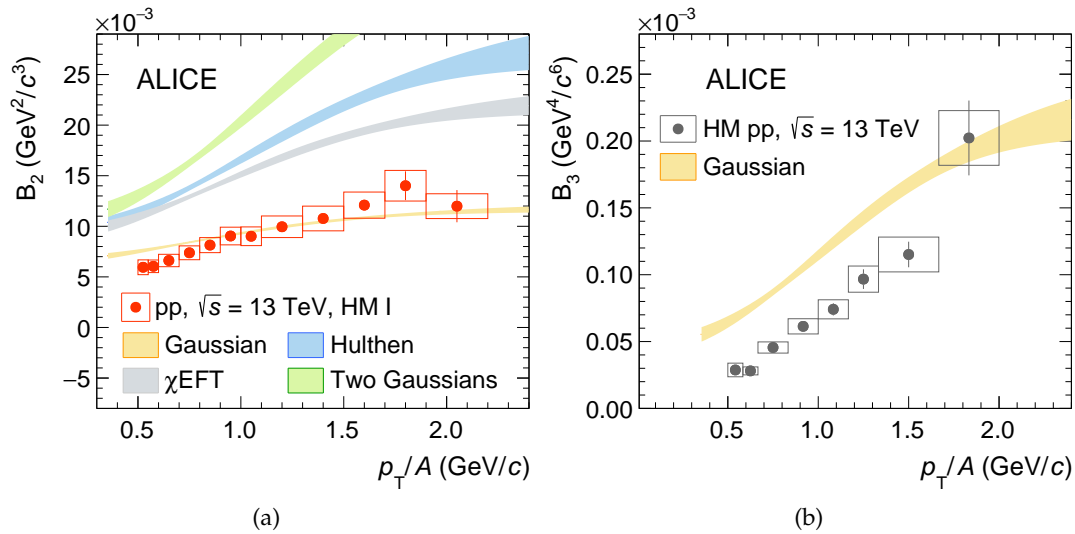 ×10⁻³
B₂ (GeV²/c³)
ALICE
25
20
15
10
5
0
−5
pp, √s = 13 TeV, HM I
Gaussian
Hulthen
χEFT
Two Gaussians
0.5 1.0 1.5 2.0
p_T/A (GeV/c)
(a)
×10⁻³
B₃ (GeV⁴/c⁶)
ALICE
0.25
0.20
0.15
0.10
0.05
0.00
HM pp, √s = 13 TeV
Gaussian
0.5 1.0 1.5 2.0
p_T/A (GeV/c)
(b)